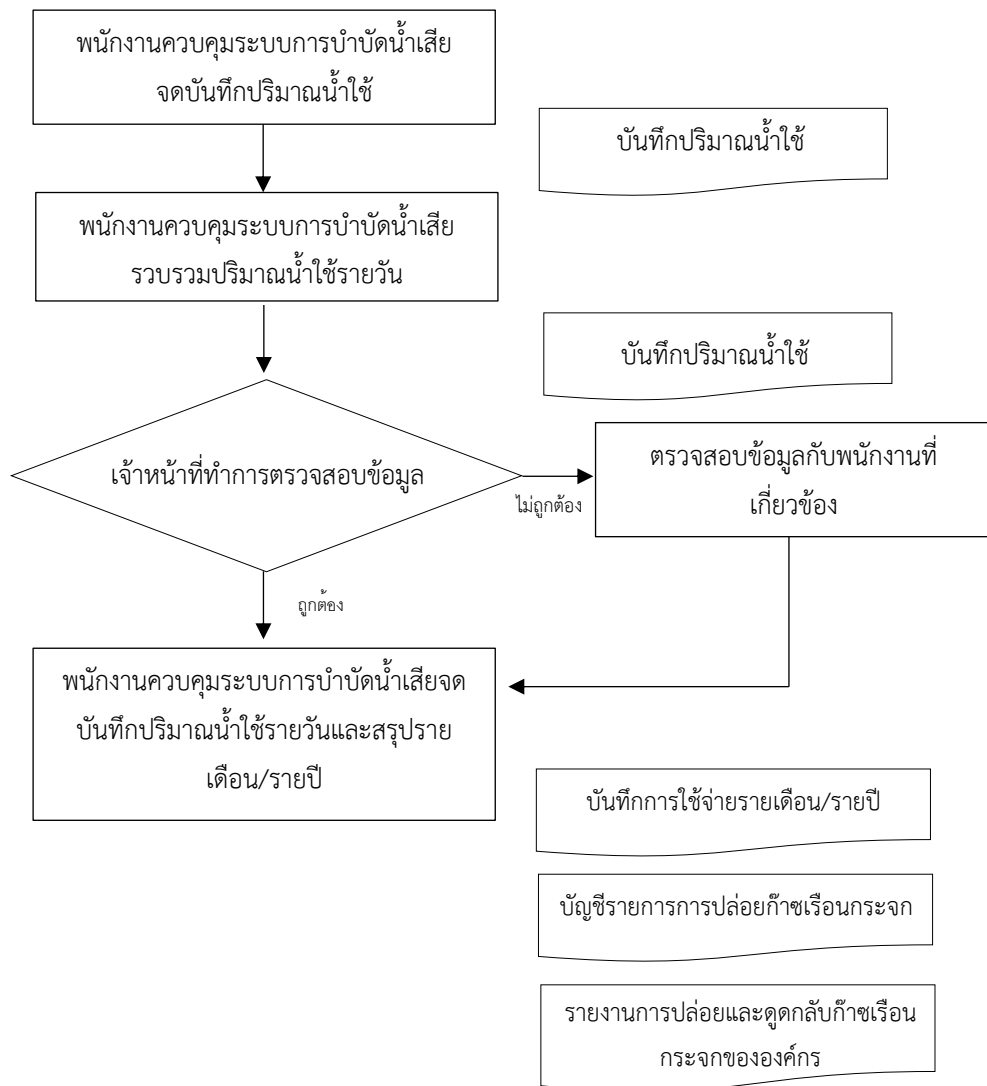 พนักงานควบคุมระบบการบำบัดน้ำเสีย
จดบันทึกปริมาณน้ำใช้
บันทึกปริมาณน้ำใช้
พนักงานควบคุมระบบการบำบัดน้ำเสีย
รวบรวมปริมาณน้ำใช้รายวัน
บันทึกปริมาณน้ำใช้
เจ้าหน้าที่ทำการตรวจสอบข้อมูล
ไม่ถูกต้อง
ตรวจสอบข้อมูลกับพนักงานที่
เกี่ยวข้อง
ถูกต้อง
พนักงานควบคุมระบบการบำบัดน้ำเสียจด
บันทึกปริมาณน้ำใช้รายวันและสรุปราย
เดือน/รายปี
บันทึกการใช้จ่ายรายเดือน/รายปี
บัญชีรายการการปล่อยก๊าซเรือนกระจก
รายงานการปล่อยและดูดกลับก๊าซเรือน
กระจกขององค์กร